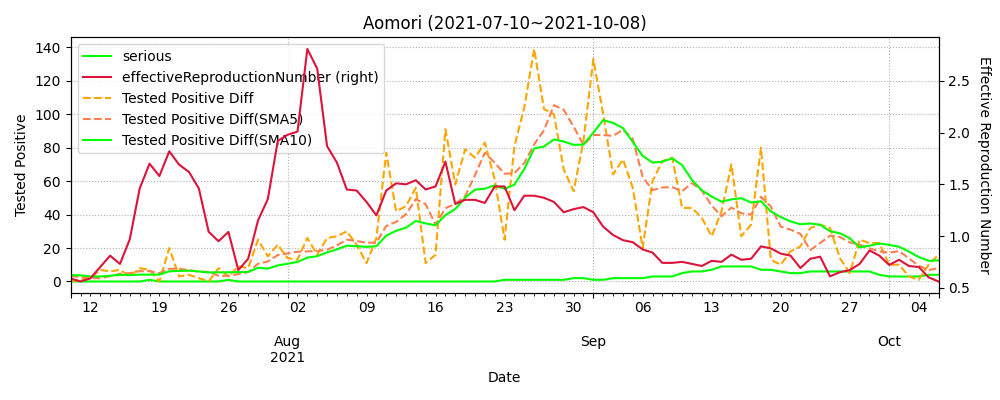 Aomori (2021-07-10~2021-10-08)
serious
effectiveReproductionNumber (right)
Tested Positive Diff
Tested Positive Diff(SMA5)
Tested Positive Diff(SMA10)
Tested Positive
140
120
100
80
60
40
20
0
2.5
2.0
1.5
1.0
0.5
Effective Reproduction Number
12 19 26 02 09 16 23 30 06 13 20 27 04
Aug Sep Oct
2021
Date